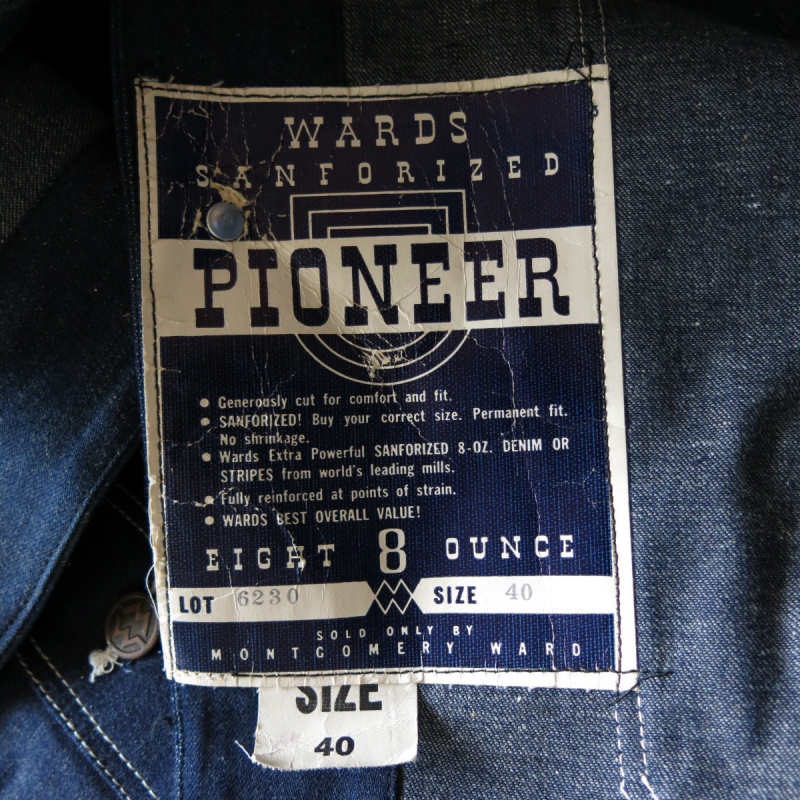 WARDS
SANFORIZED
PIONEER
• Generously cut for comfort and fit.
• SANFORIZED! Buy your correct size. Permanent fit.
No shrinkage.
• Wards Extra Powerful SANFORIZED 8-OZ. DENIM OR
STRIPES from world's leading mills.
• Fully reinforced at points of strain.
• WARDS BEST OVERALL VALUE!
EIGHT 8 OUNCE
LOT 6230 SIZE 40
SOLD ONLY BY
MONTGOMERY WARD
SIZE
40